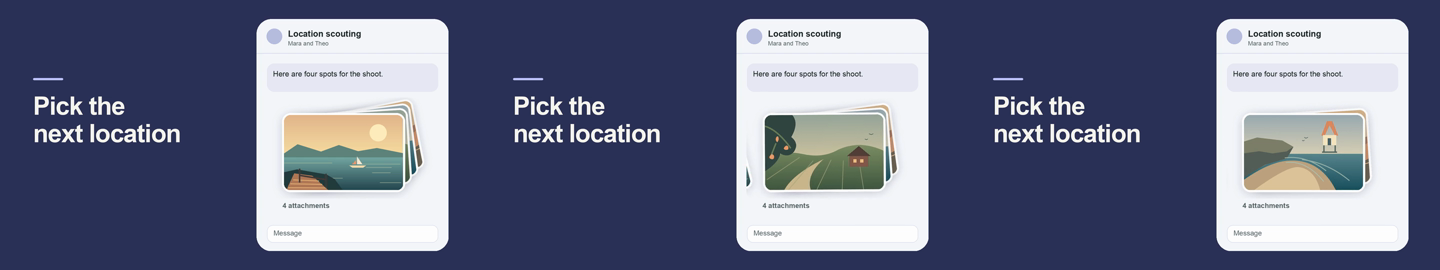 Pick the
next location
Location scouting
Mara and Theo
Here are four spots for the shoot.
4 attachments
Message
Pick the
next location
Location scouting
Mara and Theo
Here are four spots for the shoot.
4 attachments
Message
Pick the
next location
Location scouting
Mara and Theo
Here are four spots for the shoot.
4 attachments
Message